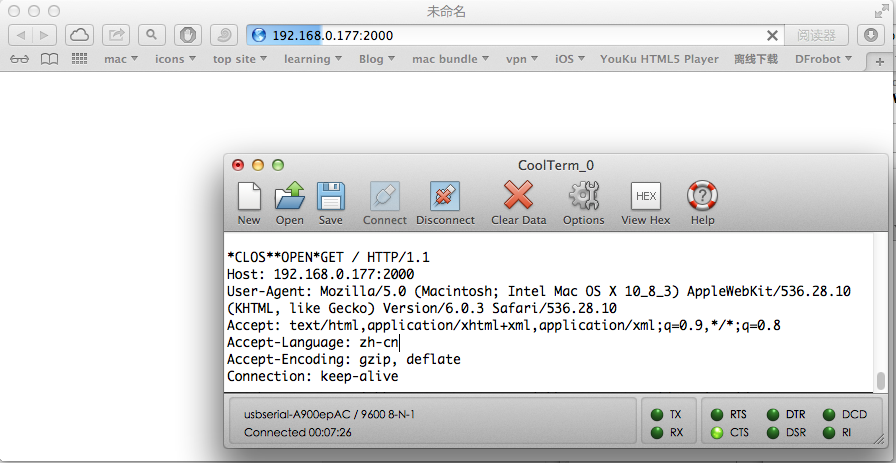 未命名
192.168.0.177:2000
阅读器
mac
icons
top site
learning
Blog
mac bundle
vpn
iOS
YouKu HTML5 Player
离线下载
DFrobot
CoolTerm_0
New
Open
Save
Connect
Disconnect
Clear Data
Options
HEX
View Hex
Help
*CLOS**OPEN*GET / HTTP/1.1
Host: 192.168.0.177:2000
User-Agent: Mozilla/5.0 (Macintosh; Intel Mac OS X 10_8_3) AppleWebKit/536.28.10
(KHTML, like Gecko) Version/6.0.3 Safari/536.28.10
Accept: text/html,application/xhtml+xml,application/xml;q=0.9,*/*;q=0.8
Accept-Language: zh-cn
Accept-Encoding: gzip, deflate
Connection: keep-alive
usbserial-A900epAC / 9600 8-N-1
Connected 00:07:26
TX
RX
RTS
CTS
DTR
DSR
DCD
RI